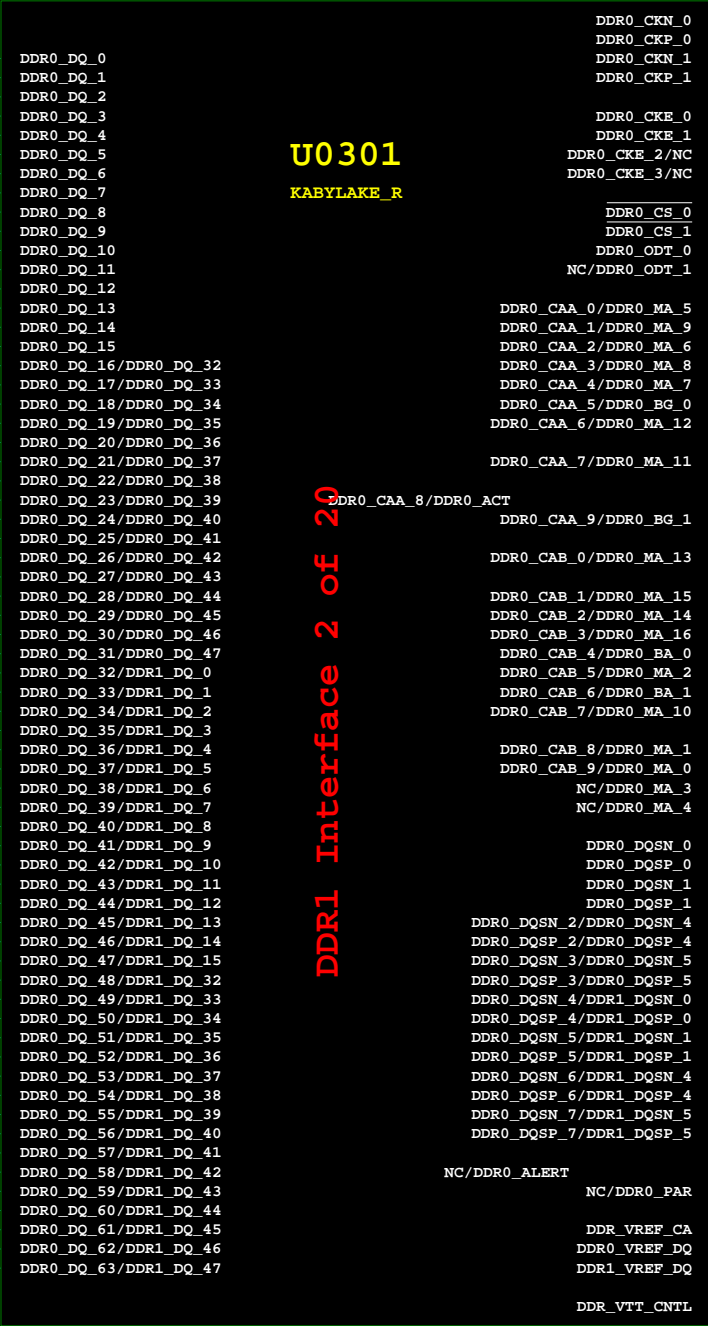 DDR0_DQ_0
DDR0_DQ_1
DDR0_DQ_2
DDR0_DQ_3
DDR0_DQ_4
DDR0_DQ_5
DDR0_DQ_6
DDR0_DQ_7
DDR0_DQ_8
DDR0_DQ_9
DDR0_DQ_10
DDR0_DQ_11
DDR0_DQ_12
DDR0_DQ_13
DDR0_DQ_14
DDR0_DQ_15
DDR0_DQ_16/DDR0_DQ_32
DDR0_DQ_17/DDR0_DQ_33
DDR0_DQ_18/DDR0_DQ_34
DDR0_DQ_19/DDR0_DQ_35
DDR0_DQ_20/DDR0_DQ_36
DDR0_DQ_21/DDR0_DQ_37
DDR0_DQ_22/DDR0_DQ_38
DDR0_DQ_23/DDR0_DQ_39
DDR0_DQ_24/DDR0_DQ_40
DDR0_DQ_25/DDR0_DQ_41
DDR0_DQ_26/DDR0_DQ_42
DDR0_DQ_27/DDR0_DQ_43
DDR0_DQ_28/DDR0_DQ_44
DDR0_DQ_29/DDR0_DQ_45
DDR0_DQ_30/DDR0_DQ_46
DDR0_DQ_31/DDR0_DQ_47
DDR0_DQ_32/DDR1_DQ_0
DDR0_DQ_33/DDR1_DQ_1
DDR0_DQ_34/DDR1_DQ_2
DDR0_DQ_35/DDR1_DQ_3
DDR0_DQ_36/DDR1_DQ_4
DDR0_DQ_37/DDR1_DQ_5
DDR0_DQ_38/DDR1_DQ_6
DDR0_DQ_39/DDR1_DQ_7
DDR0_DQ_40/DDR1_DQ_8
DDR0_DQ_41/DDR1_DQ_9
DDR0_DQ_42/DDR1_DQ_10
DDR0_DQ_43/DDR1_DQ_11
DDR0_DQ_44/DDR1_DQ_12
DDR0_DQ_45/DDR1_DQ_13
DDR0_DQ_46/DDR1_DQ_14
DDR0_DQ_47/DDR1_DQ_15
DDR0_DQ_48/DDR1_DQ_32
DDR0_DQ_49/DDR1_DQ_33
DDR0_DQ_50/DDR1_DQ_34
DDR0_DQ_51/DDR1_DQ_35
DDR0_DQ_52/DDR1_DQ_36
DDR0_DQ_53/DDR1_DQ_37
DDR0_DQ_54/DDR1_DQ_38
DDR0_DQ_55/DDR1_DQ_39
DDR0_DQ_56/DDR1_DQ_40
DDR0_DQ_57/DDR1_DQ_41
DDR0_DQ_58/DDR1_DQ_42
DDR0_DQ_59/DDR1_DQ_43
DDR0_DQ_60/DDR1_DQ_44
DDR0_DQ_61/DDR1_DQ_45
DDR0_DQ_62/DDR1_DQ_46
DDR0_DQ_63/DDR1_DQ_47
U0301
KABYLAKE_R
DDR1 Interface 2 of 20
DDR0_CKN_0
DDR0_CKP_0
DDR0_CKN_1
DDR0_CKP_1
DDR0_CKE_0
DDR0_CKE_1
DDR0_CKE_2/NC
DDR0_CKE_3/NC
DDR0_CS_0
DDR0_CS_1
DDR0_ODT_0
NC/DDR0_ODT_1
DDR0_CAA_0/DDR0_MA_5
DDR0_CAA_1/DDR0_MA_9
DDR0_CAA_2/DDR0_MA_6
DDR0_CAA_3/DDR0_MA_8
DDR0_CAA_4/DDR0_MA_7
DDR0_CAA_5/DDR0_BG_0
DDR0_CAA_6/DDR0_MA_12
DDR0_CAA_7/DDR0_MA_11
DDR0_CAA_8/DDR0_ACT
DDR0_CAA_9/DDR0_BG_1
DDR0_CAB_0/DDR0_MA_13
DDR0_CAB_1/DDR0_MA_15
DDR0_CAB_2/DDR0_MA_14
DDR0_CAB_3/DDR0_MA_16
DDR0_CAB_4/DDR0_BA_0
DDR0_CAB_5/DDR0_MA_2
DDR0_CAB_6/DDR0_BA_1
DDR0_CAB_7/DDR0_MA_10
DDR0_CAB_8/DDR0_MA_1
DDR0_CAB_9/DDR0_MA_0
NC/DDR0_MA_3
NC/DDR0_MA_4
DDR0_DQSN_0
DDR0_DQSP_0
DDR0_DQSN_1
DDR0_DQSP_1
DDR0_DQSN_2/DDR0_DQSN_4
DDR0_DQSP_2/DDR0_DQSP_4
DDR0_DQSN_3/DDR0_DQSN_5
DDR0_DQSP_3/DDR0_DQSP_5
DDR0_DQSN_4/DDR1_DQSN_0
DDR0_DQSP_4/DDR1_DQSP_0
DDR0_DQSN_5/DDR1_DQSN_1
DDR0_DQSP_5/DDR1_DQSP_1
DDR0_DQSN_6/DDR1_DQSN_4
DDR0_DQSP_6/DDR1_DQSP_4
DDR0_DQSN_7/DDR1_DQSN_5
DDR0_DQSP_7/DDR1_DQSP_5
NC/DDR0_ALERT
NC/DDR0_PAR
DDR_VREF_CA
DDR0_VREF_DQ
DDR1_VREF_DQ
DDR_VTT_CNTL